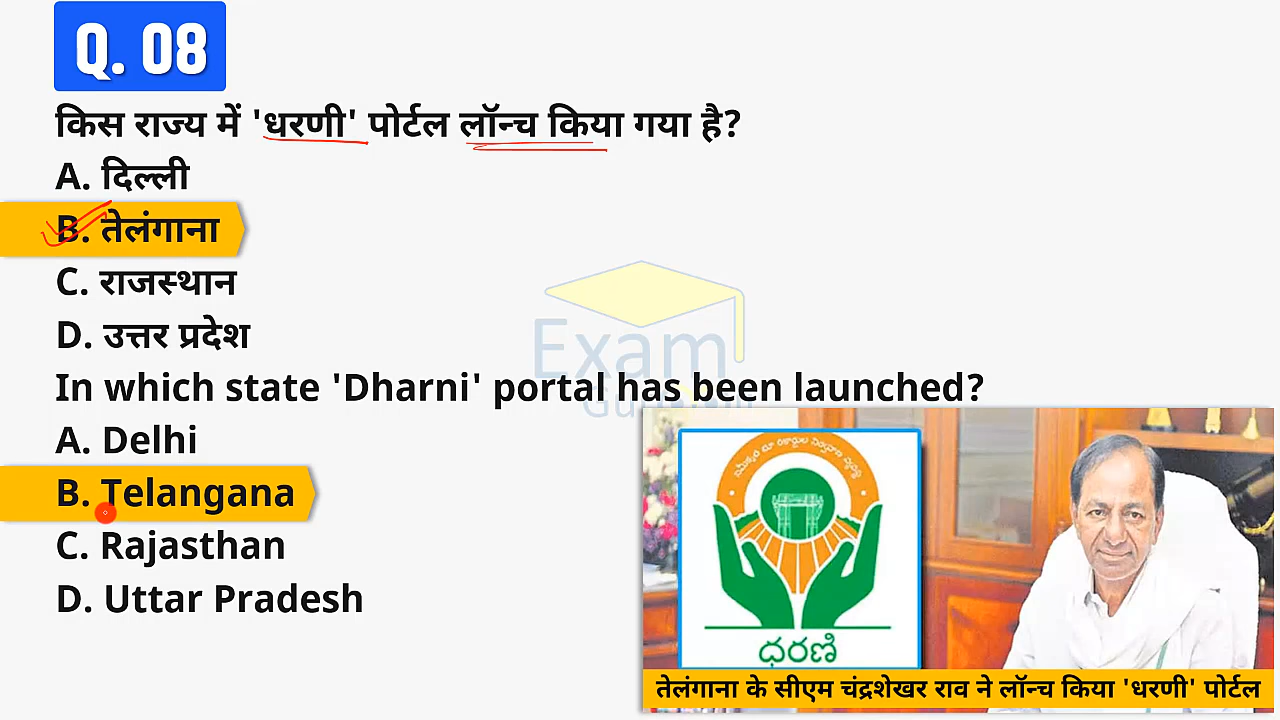 Q. 08
किस राज्य में 'धरणी' पोर्टल लॉन्च किया गया है?
A. दिल्ली
B. तेलंगाना
C. राजस्थान
D. उत्तर प्रदेश
Exam
In which state 'Dharni' portal has been launched?
A. Delhi
B. Telangana
C. Rajasthan
D. Uttar Pradesh
ధరణి
तेलंगाना के सीएम चंद्रशेखर राव ने लॉन्च किया 'धरणी' पोर्टल